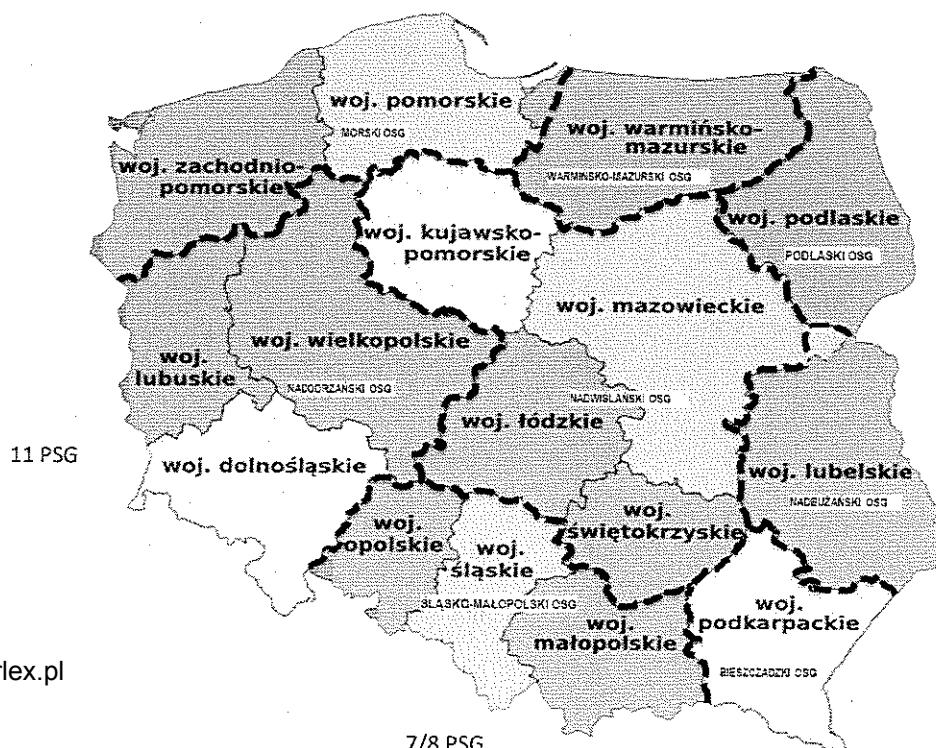 woj. pomorskie
MORSKI OSG
woj. warmińsko-
mazurskie
WARMIŃSKO-MAZURSKI OSG
woj. zachodnio-
pomorskie
woj. podlaskie
PODLASKI OSG
woj. kujawsko-
pomorskie
woj. mazowieckie
woj. wielkopolskie
woj.
lubuskie
NADODRZAŃSKI OSG
NADWIŚLAŃSKI OSG
woj. łódzkie
11 PSG
woj. dolnośląskie
woj. lubelskie
NADBUŻAŃSKI OSG
woj.
opolskie
woj.
świętokrzyskie
woj.
śląskie
ŚLĄSKO-MAŁOPOLSKI OSG
woj.
małopolskie
woj.
podkarpackie
BIESZCZADZKI OSG
lex.pl
7/8 PSG